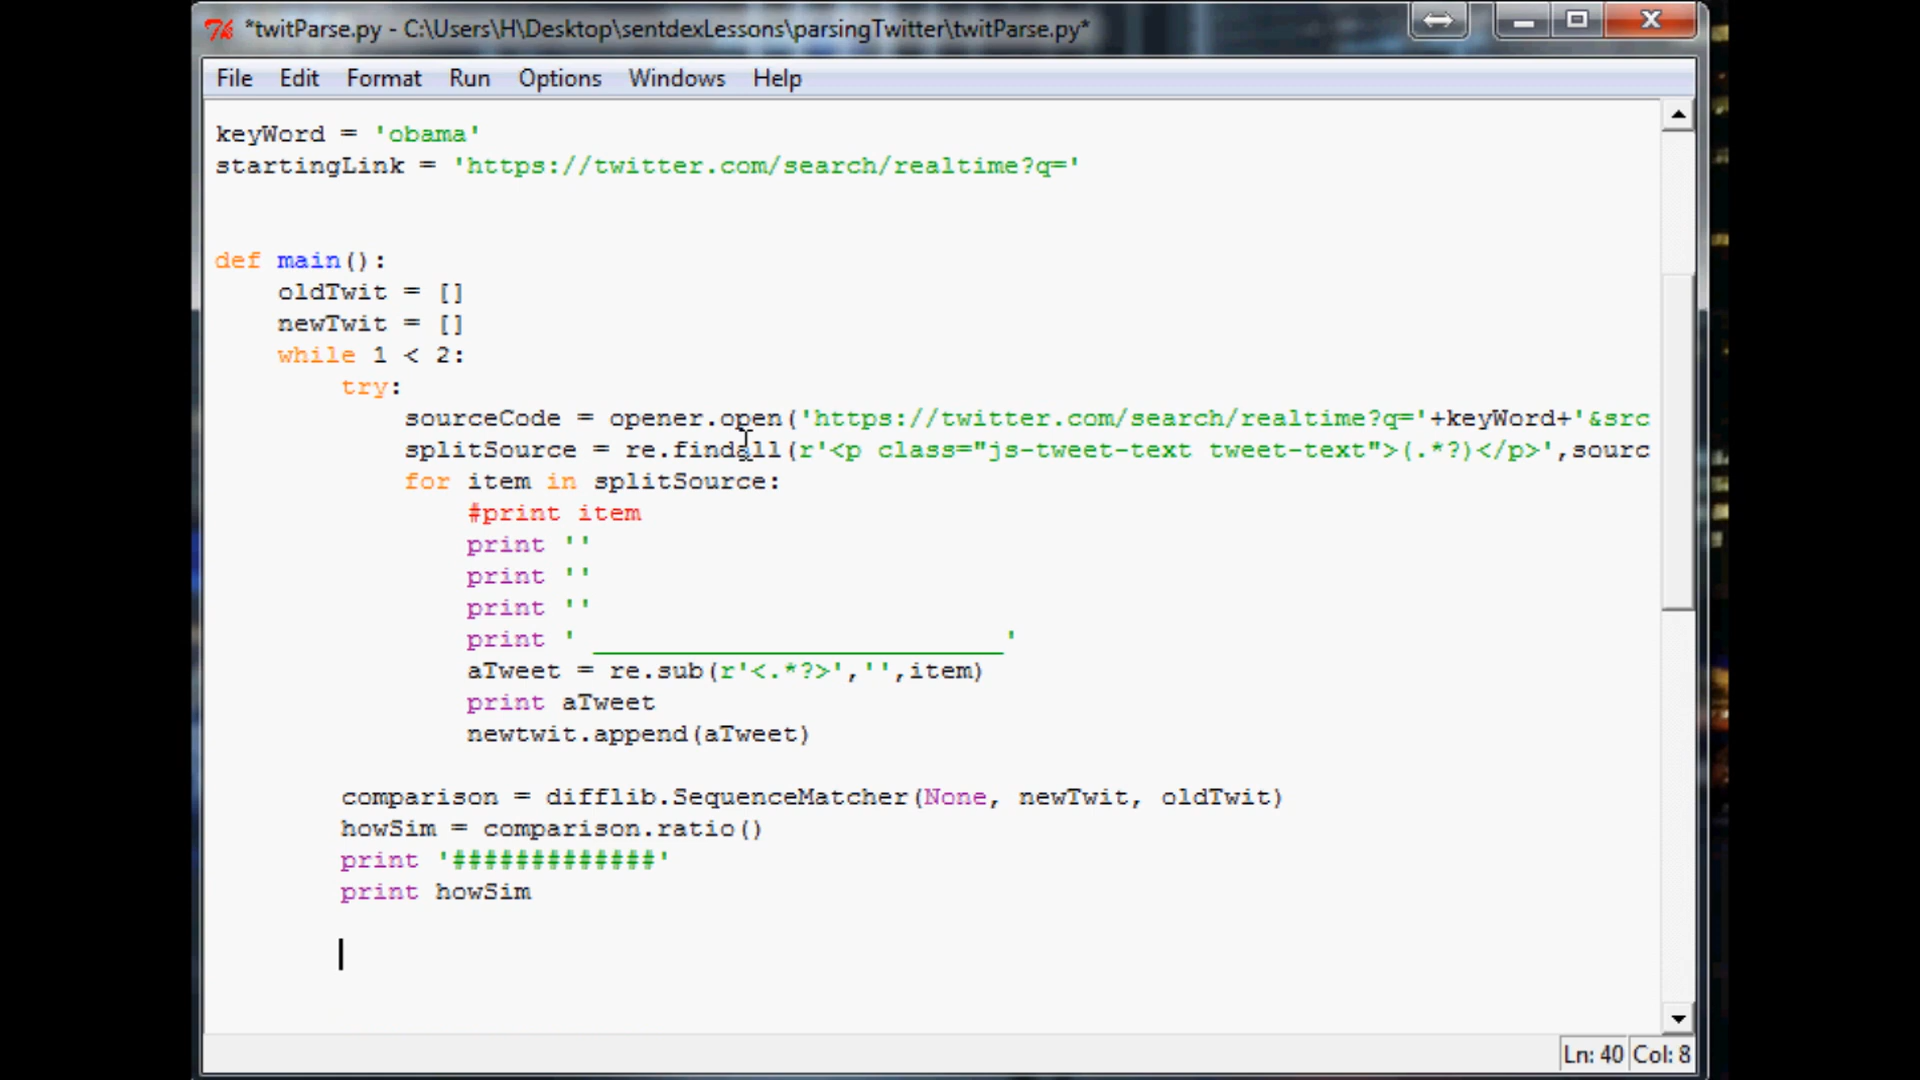 *twitParse.py - C:\Users\H\Desktop\sentdexLessons\parsingTwitter\twitParse.py*
File Edit Format Run Options Windows Help
keyWord = 'obama'
startingLink = 'https://twitter.com/search/realtime?q='
def main():
    oldTwit = []
    newTwit = []
    while 1 < 2:
        try:
            sourceCode = opener.open('https://twitter.com/search/realtime?q='+keyWord+'&src
            splitSource = re.findall(r'<p class="js-tweet-text tweet-text">(.*?)</p>',sourc
            for item in splitSource:
                #print item
                print ''
                print ''
                print ''
                print ' __________________________'
                aTweet = re.sub(r'<.*?>','',item)
                print aTweet
                newtwit.append(aTweet)
        comparison = difflib.SequenceMatcher(None, newTwit, oldTwit)
        howSim = comparison.ratio()
        print '#############'
        print howSim
Ln: 40 Col: 8